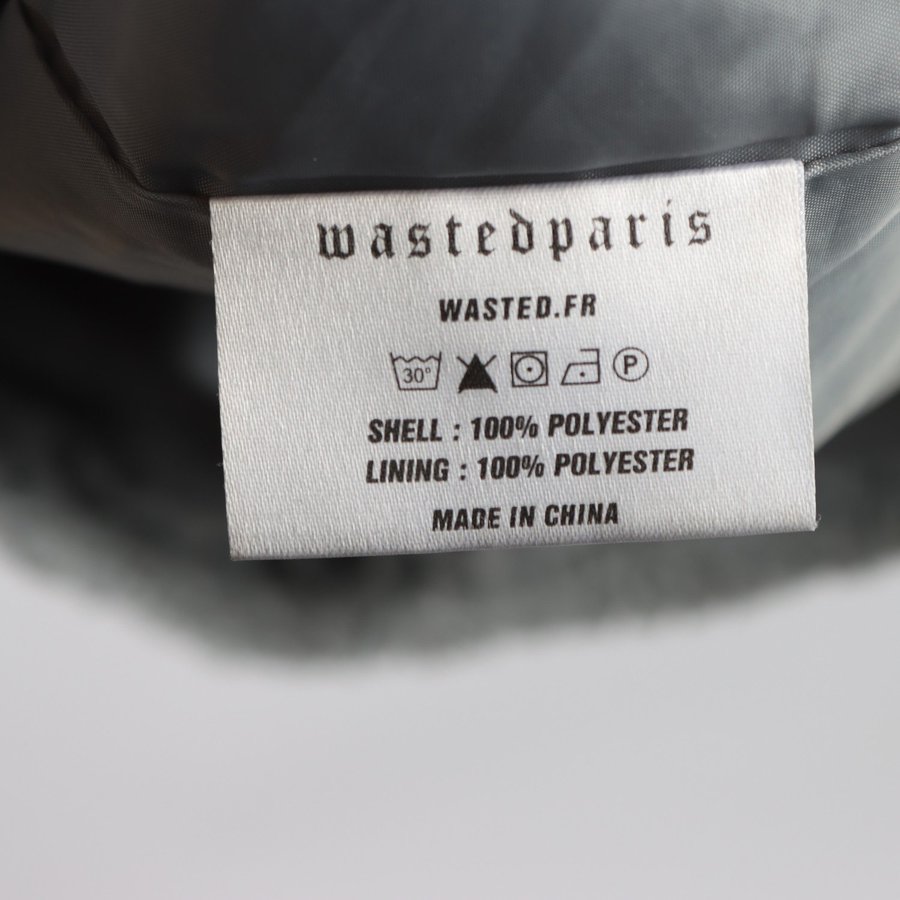 wastedparis
WASTED.FR
30° P
SHELL : 100% POLYESTER
LINING : 100% POLYESTER
MADE IN CHINA